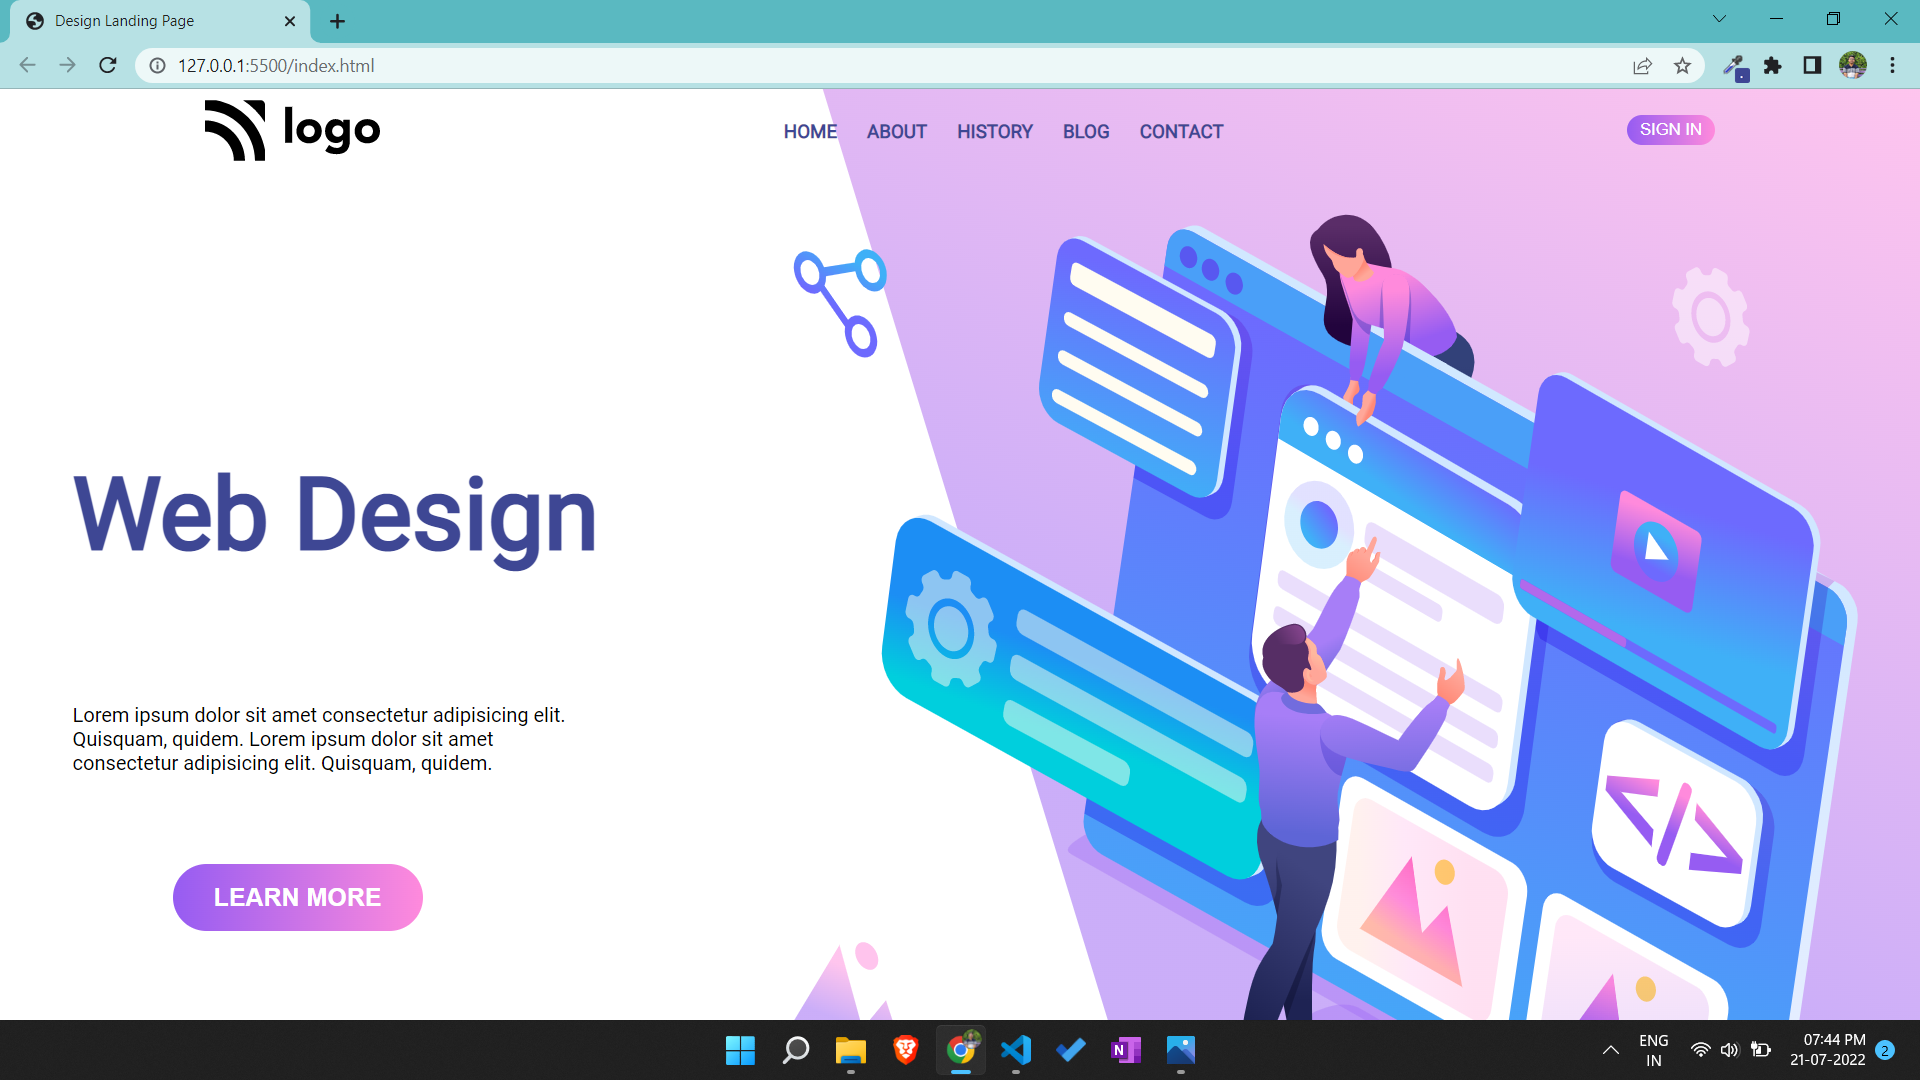 Design Landing Page
127.0.0.1:5500/index.html
logo
HOME ABOUT HISTORY BLOG CONTACT
SIGN IN
Web Design
Lorem ipsum dolor sit amet consectetur adipisicing elit.
Quisquam, quidem. Lorem ipsum dolor sit amet
consectetur adipisicing elit. Quisquam, quidem.
LEARN MORE
</>
N
ENG
IN
07:44 PM
21-07-2022
2